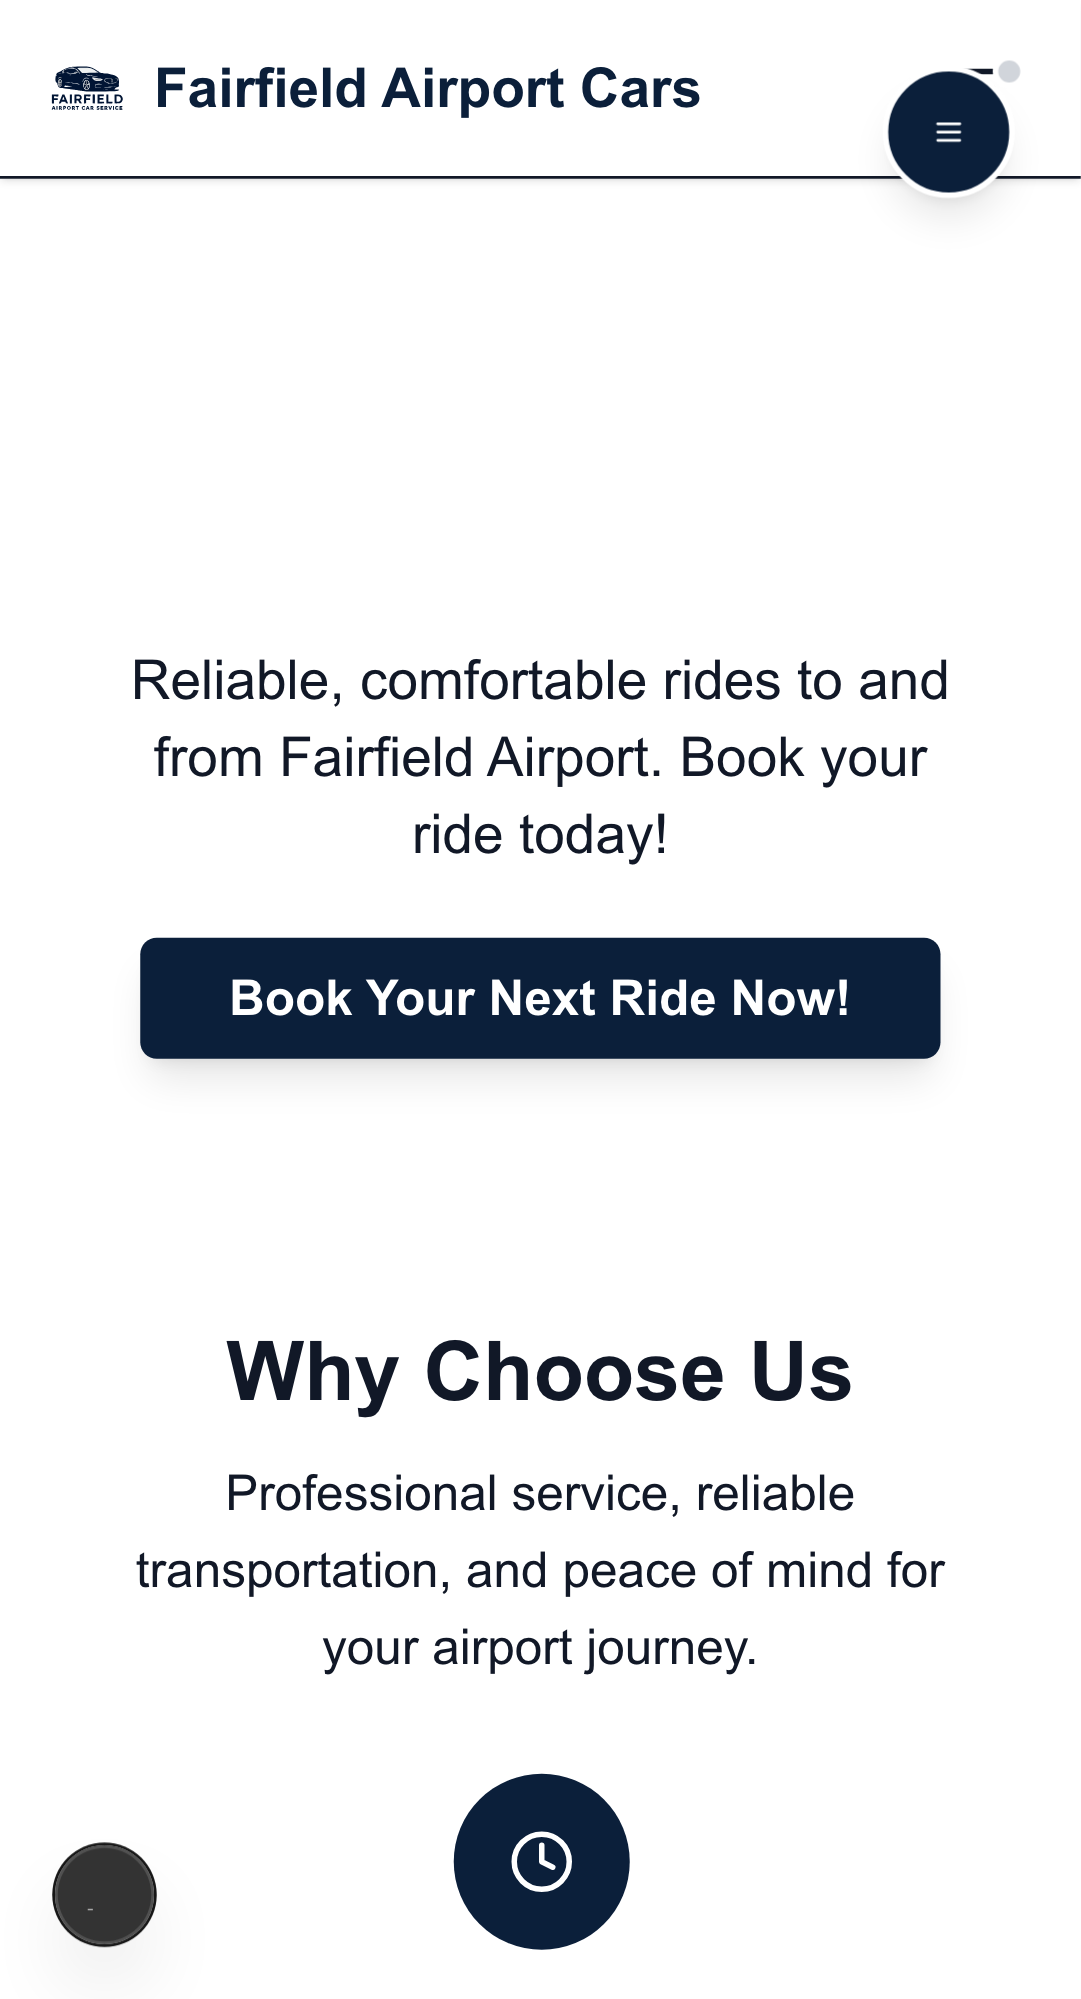 FAIRFIELD
AIRPORT CAR SERVICE
Fairfield Airport Cars
Reliable, comfortable rides to and
from Fairfield Airport. Book your
ride today!
Book Your Next Ride Now!
Why Choose Us
Professional service, reliable
transportation, and peace of mind for
your airport journey.